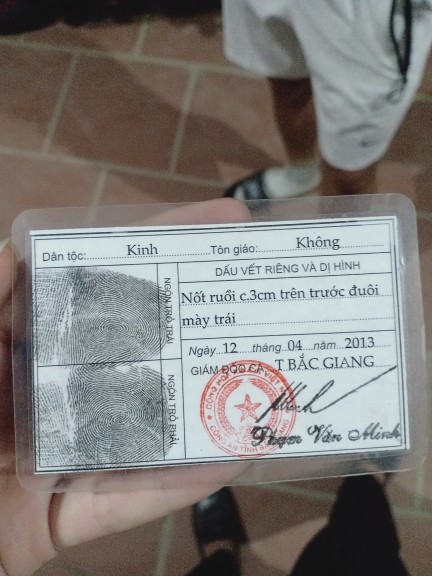 Dân tộc: Kinh Tôn giáo: Không
NGÓN TRỎ TRÁI
NGÓN TRỎ PHẢI
DẤU VẾT RIÊNG VÀ DỊ HÌNH
Nốt ruồi c.3cm trên trước đuôi
mày trái
Ngày 12 tháng 04 năm 2013
GIÁM ĐỐC CA T BẮC GIANG
Phạm Văn Minh